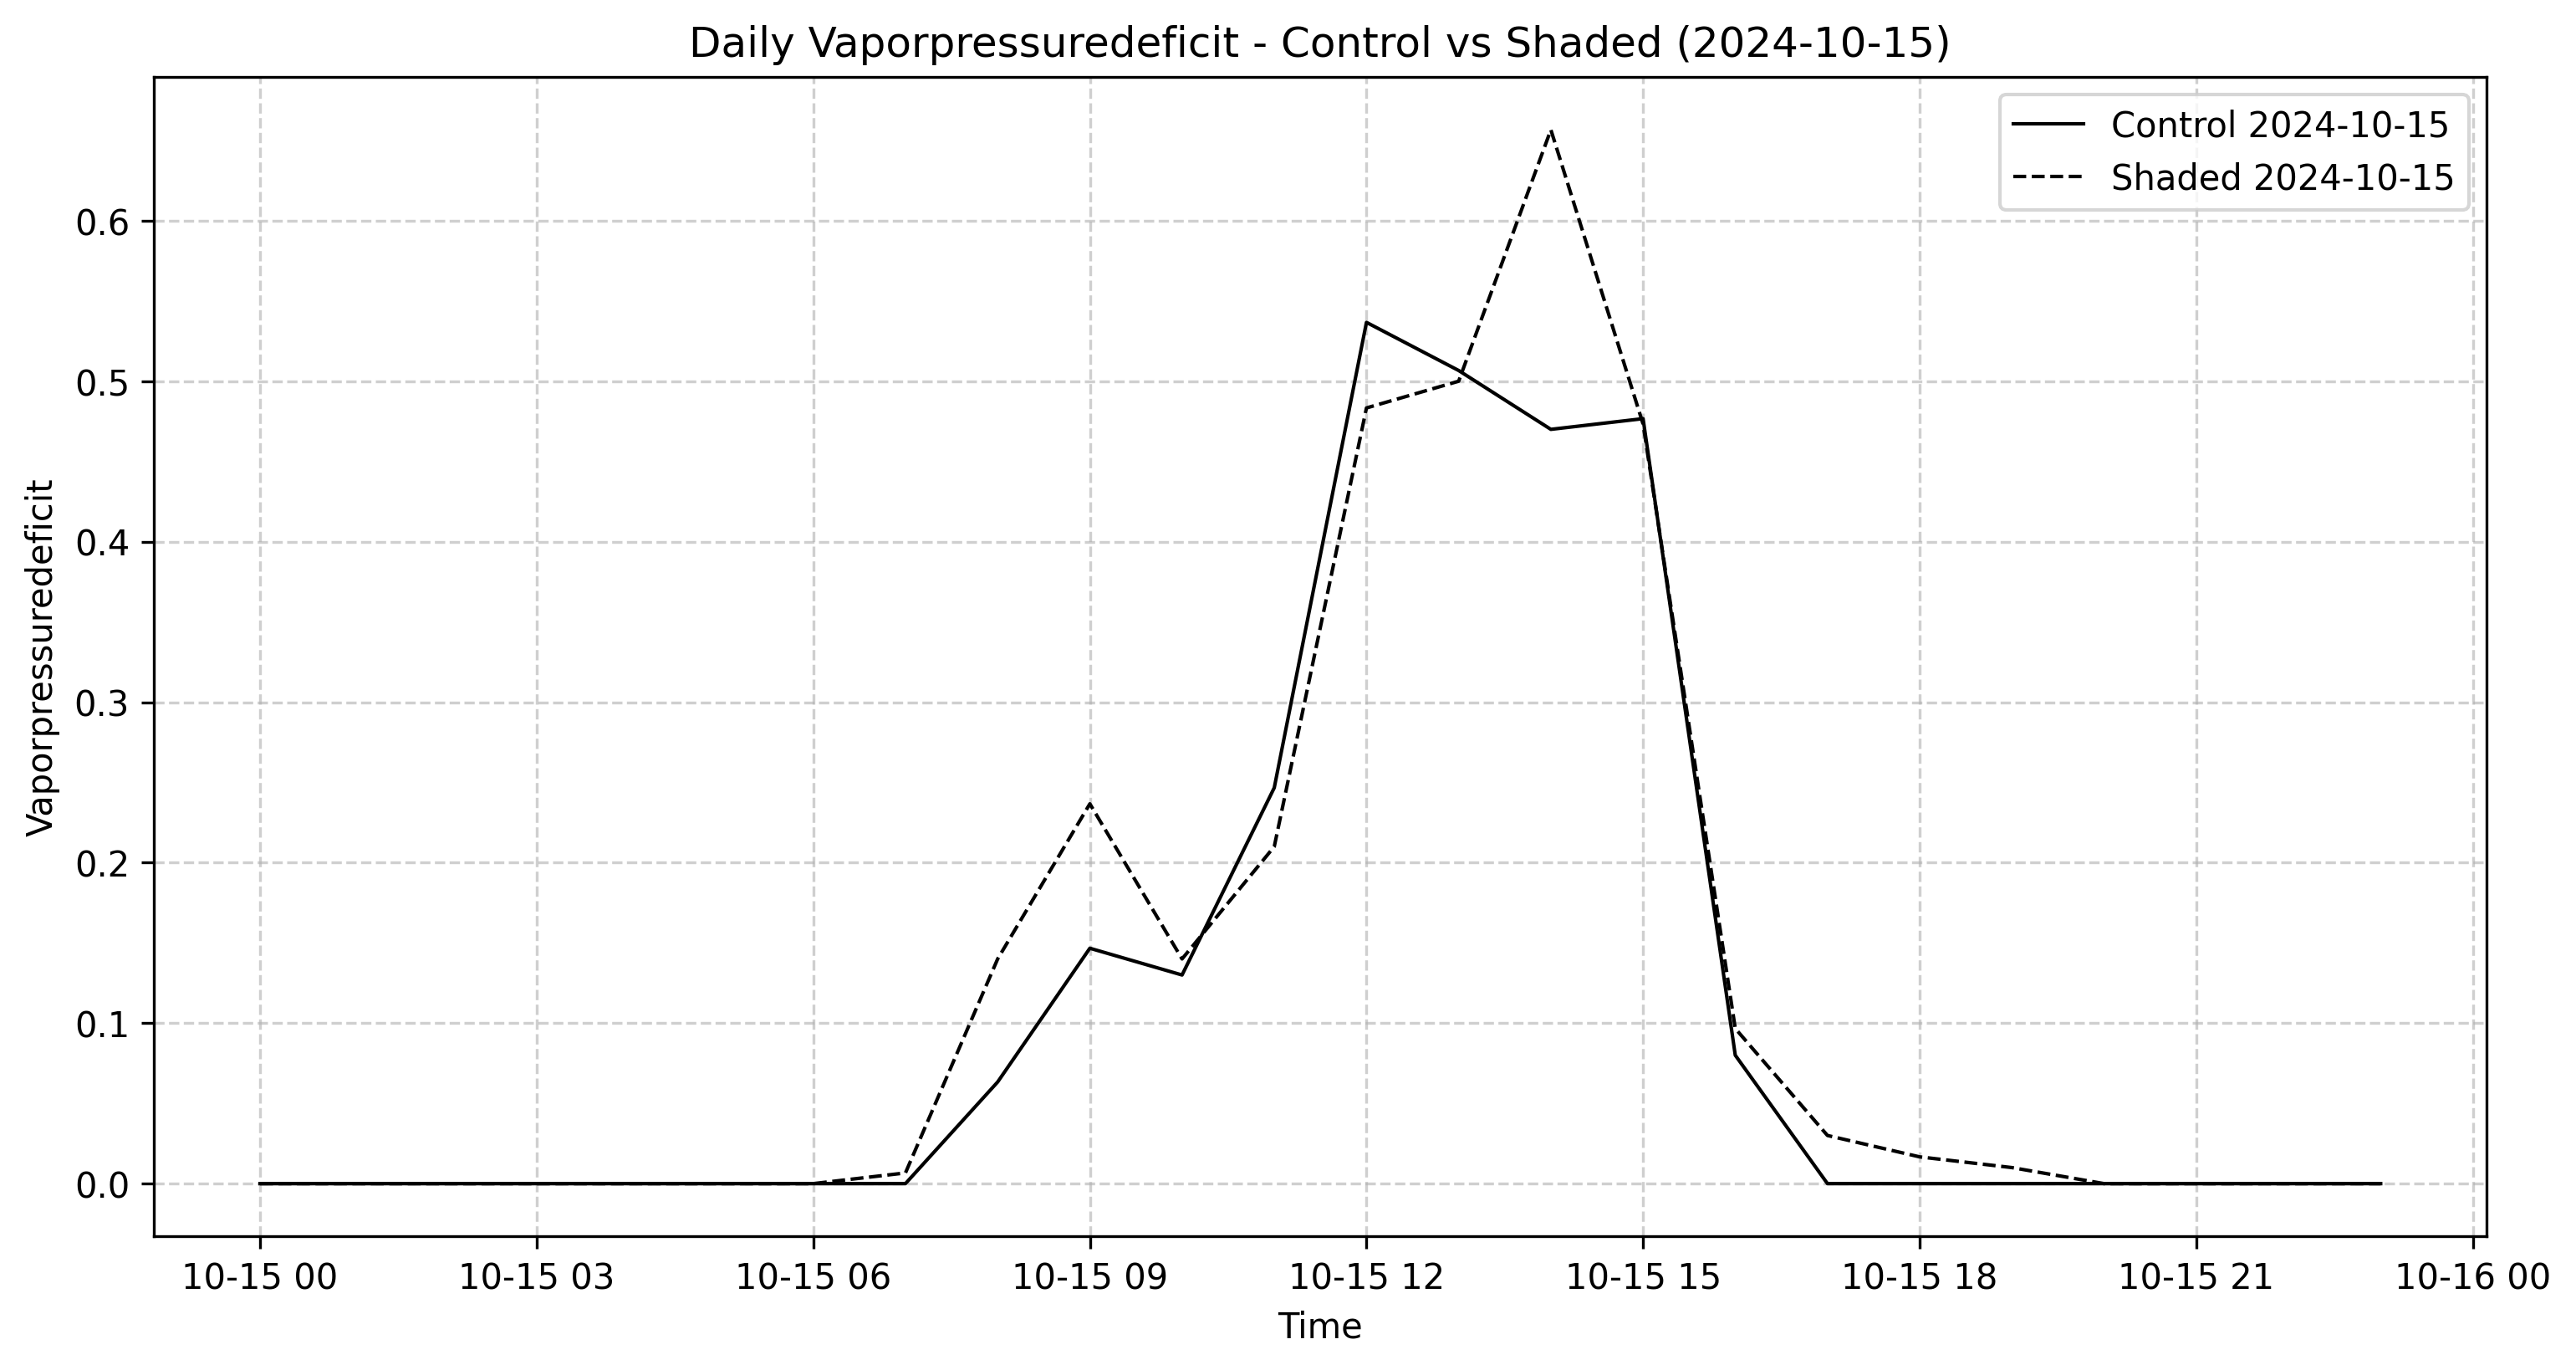 Daily Vaporpressuredeficit - Control vs Shaded (2024-10-15)
Control 2024-10-15
Shaded 2024-10-15
Vaporpressuredeficit
0.6
0.5
0.4
0.3
0.2
0.1
0.0
10-15 00 10-15 03 10-15 06 10-15 09 10-15 12 10-15 15 10-15 18 10-15 21 10-16 00
Time